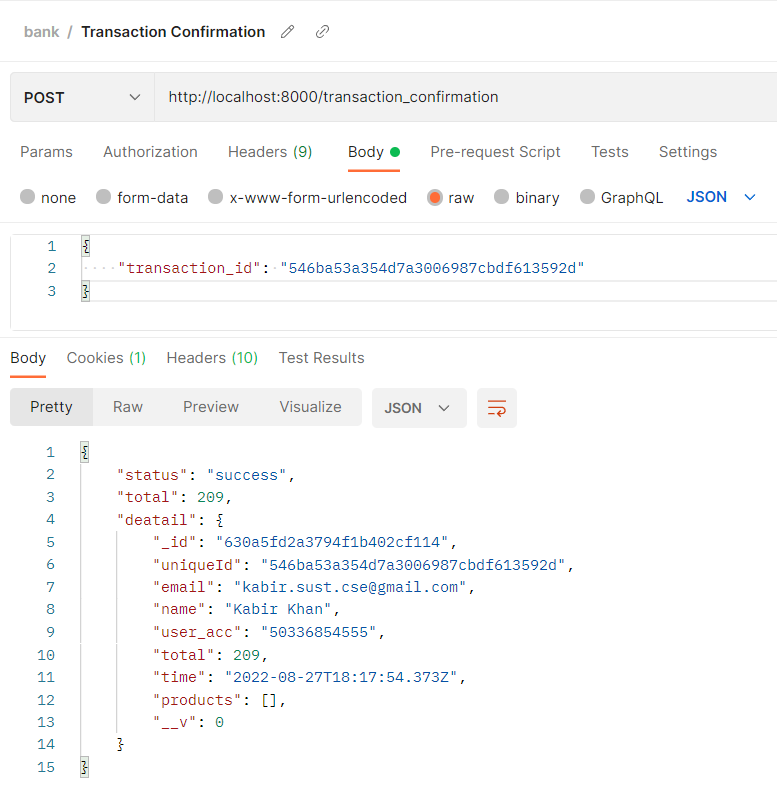 bank / Transaction Confirmation
POST http://localhost:8000/transaction_confirmation
Params Authorization Headers (9) Body Pre-request Script Tests Settings
none form-data x-www-form-urlencoded raw binary GraphQL JSON
1 {
2 "transaction_id": "546ba53a354d7a3006987cbdf613592d"
3 }
Body Cookies (1) Headers (10) Test Results
Pretty Raw Preview Visualize JSON
1 {
2 "status": "success",
3 "total": 209,
4 "deatail": {
5 "_id": "630a5fd2a3794f1b402cf114",
6 "uniqueId": "546ba53a354d7a3006987cbdf613592d",
7 "email": "kabir.sust.cse@gmail.com",
8 "name": "Kabir Khan",
9 "user_acc": "50336854555",
10 "total": 209,
11 "time": "2022-08-27T18:17:54.373Z",
12 "products": [],
13 "__v": 0
14 }
15 }